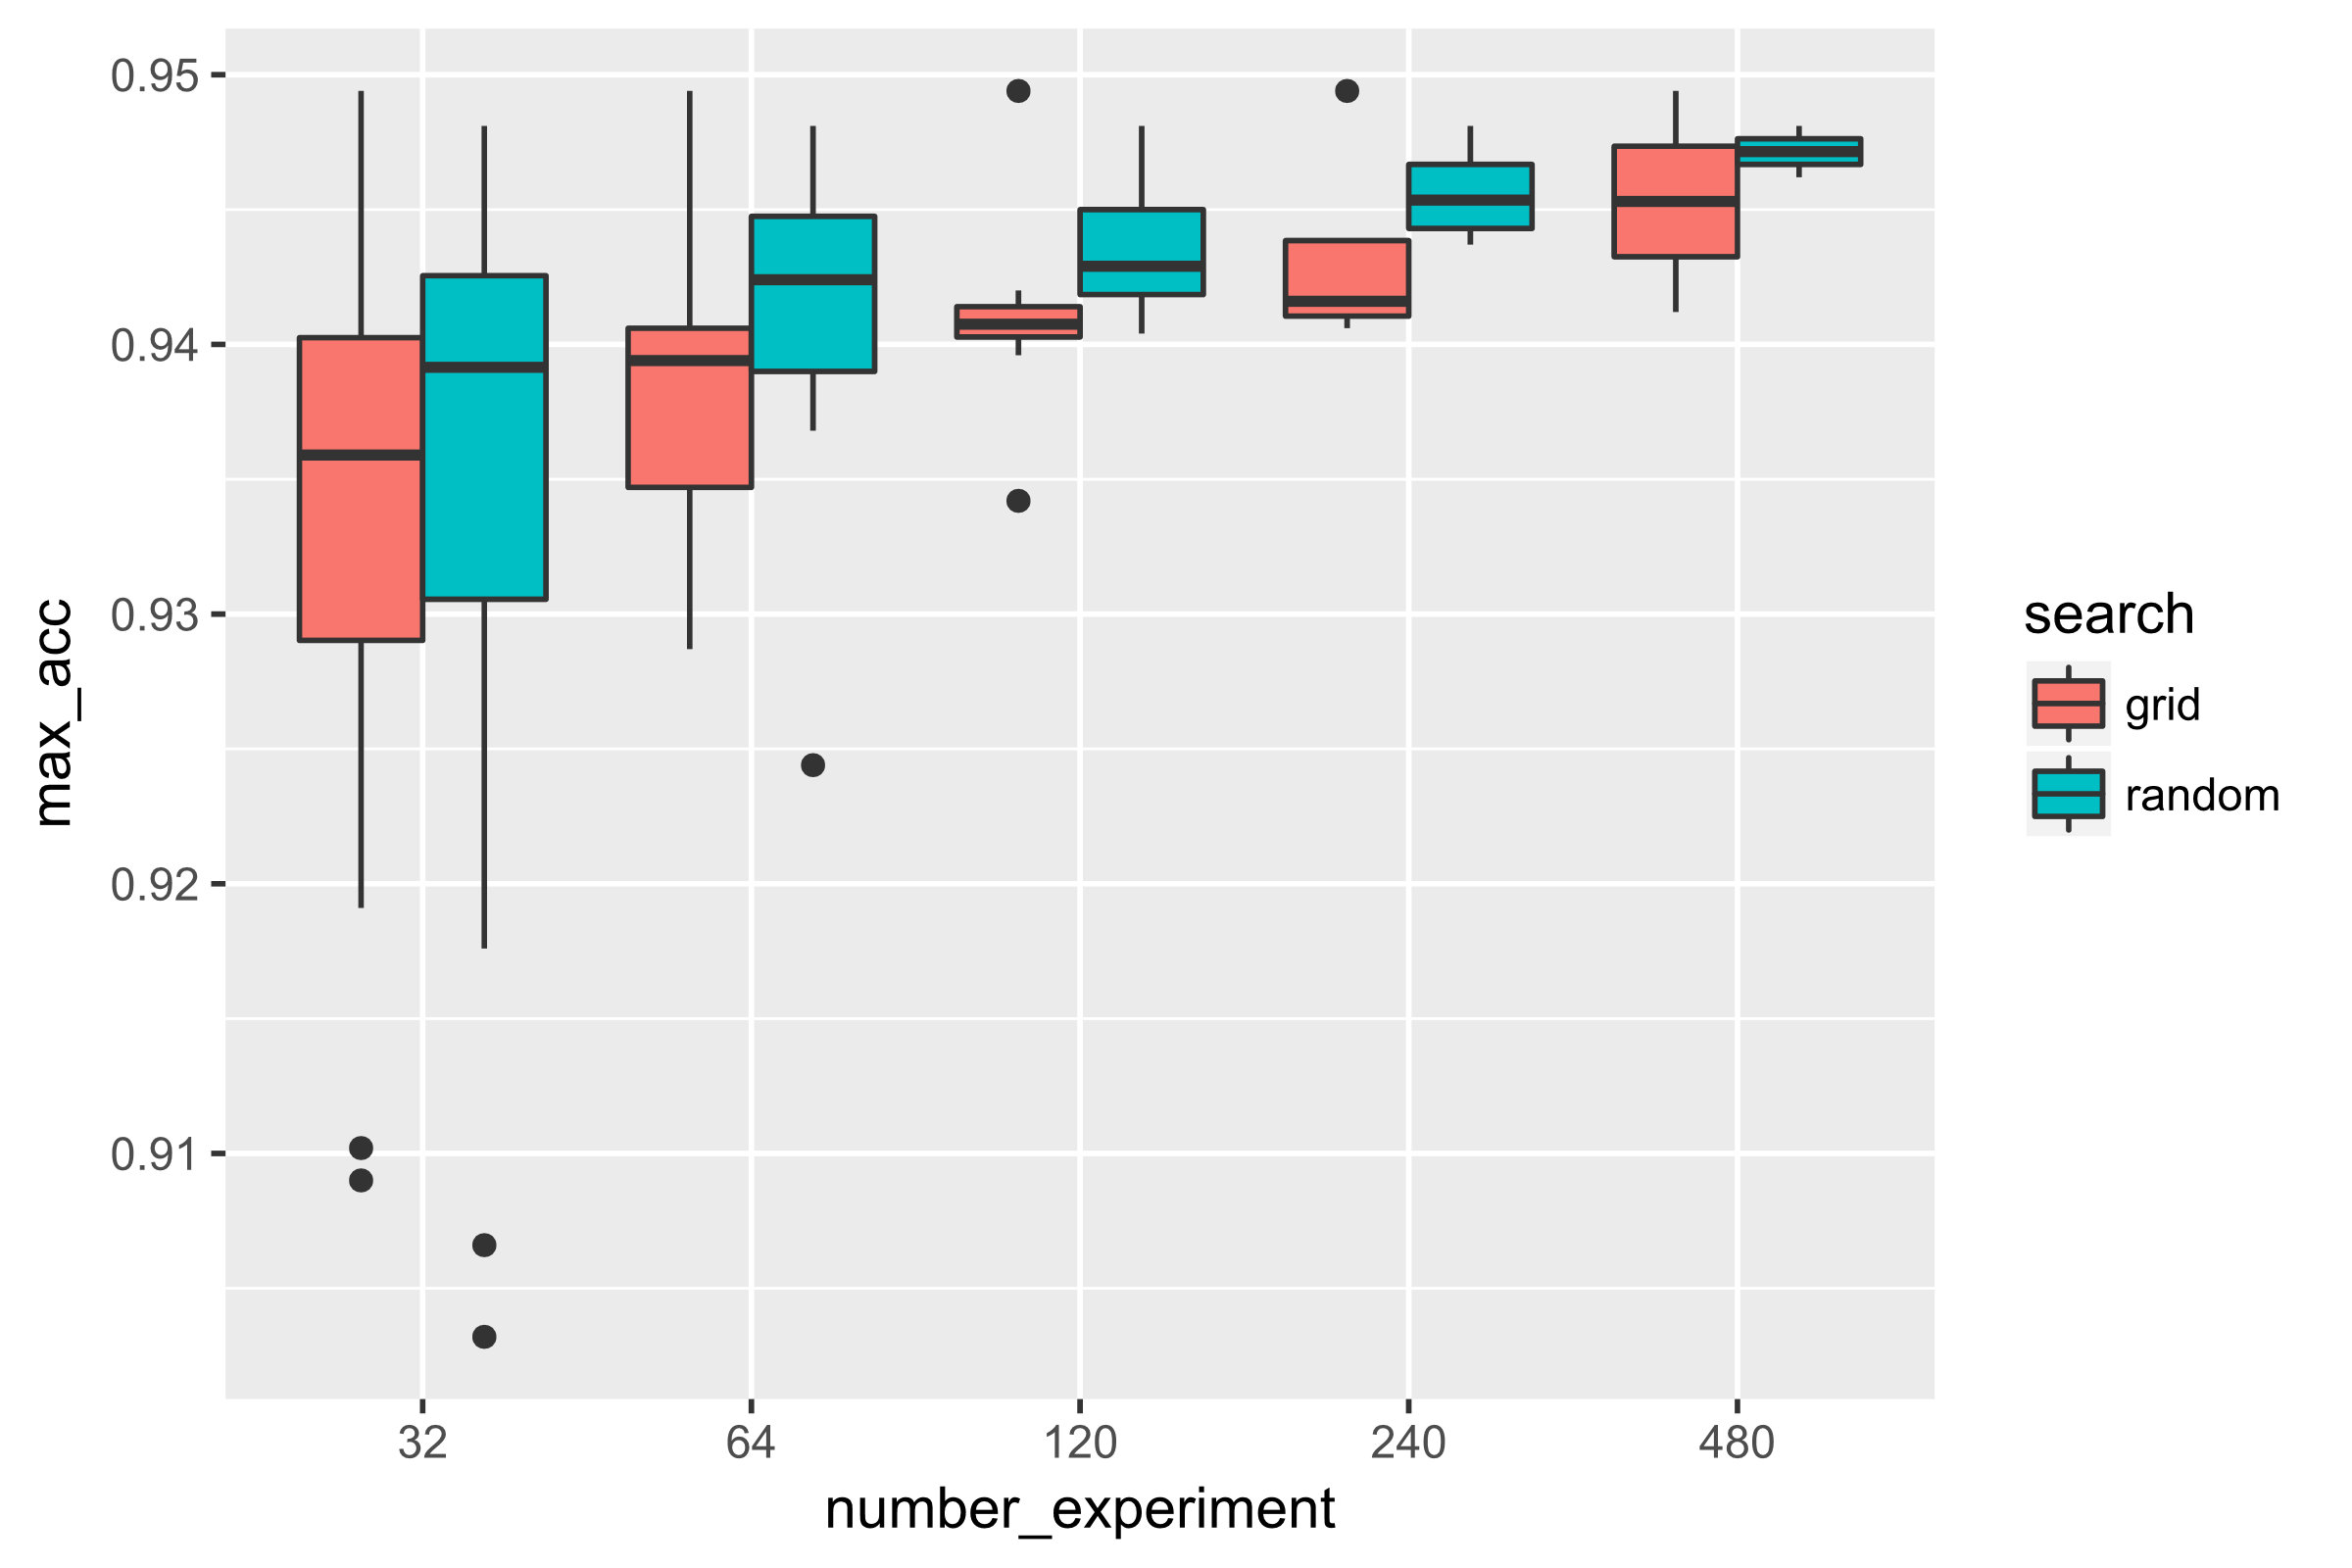 max_acc
0.95
0.94
0.93
0.92
0.91
32 64 120 240 480
number_experiment
search
grid
random